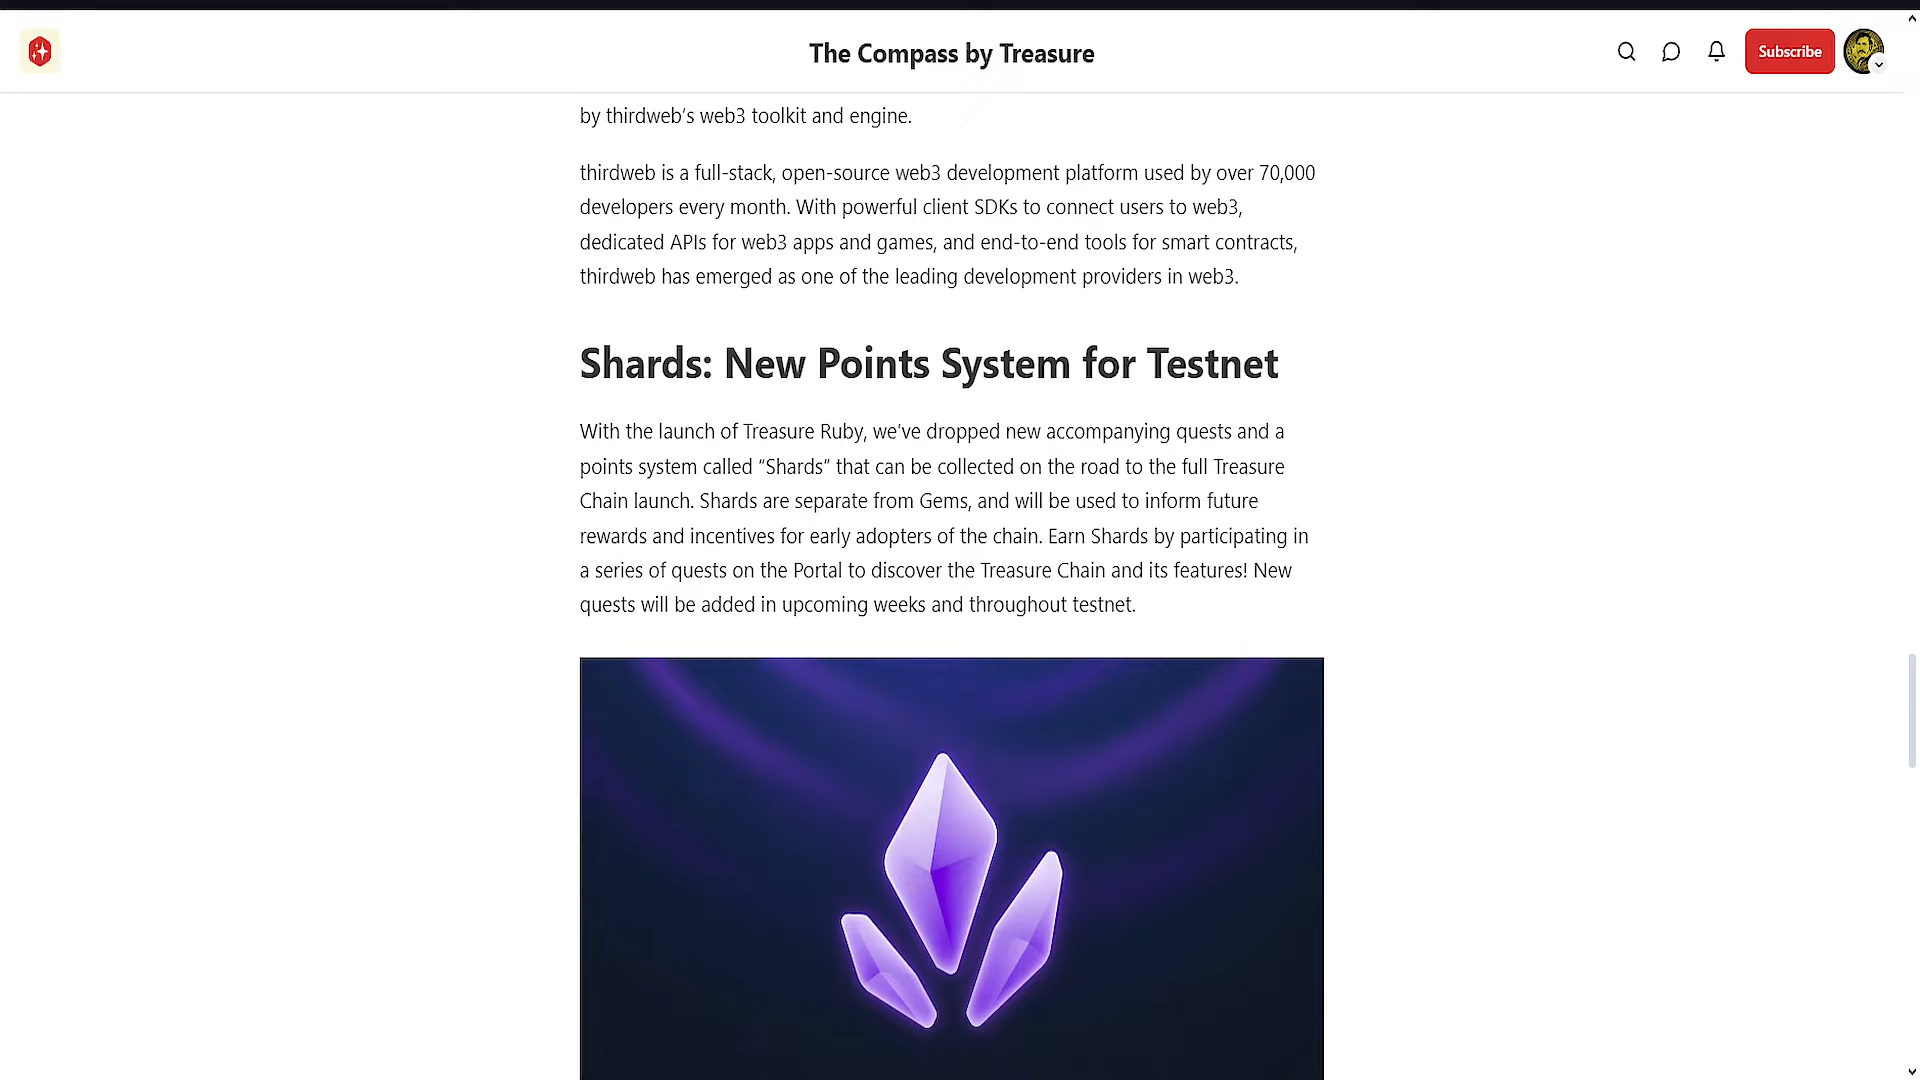 The Compass by Treasure
Subscribe
by thirdweb’s web3 toolkit and engine.
thirdweb is a full-stack, open-source web3 development platform used by over 70,000
developers every month. With powerful client SDKs to connect users to web3,
dedicated APIs for web3 apps and games, and end-to-end tools for smart contracts,
thirdweb has emerged as one of the leading development providers in web3.
Shards: New Points System for Testnet
With the launch of Treasure Ruby, we’ve dropped new accompanying quests and a
points system called “Shards” that can be collected on the road to the full Treasure
Chain launch. Shards are separate from Gems, and will be used to inform future
rewards and incentives for early adopters of the chain. Earn Shards by participating in
a series of quests on the Portal to discover the Treasure Chain and its features! New
quests will be added in upcoming weeks and throughout testnet.